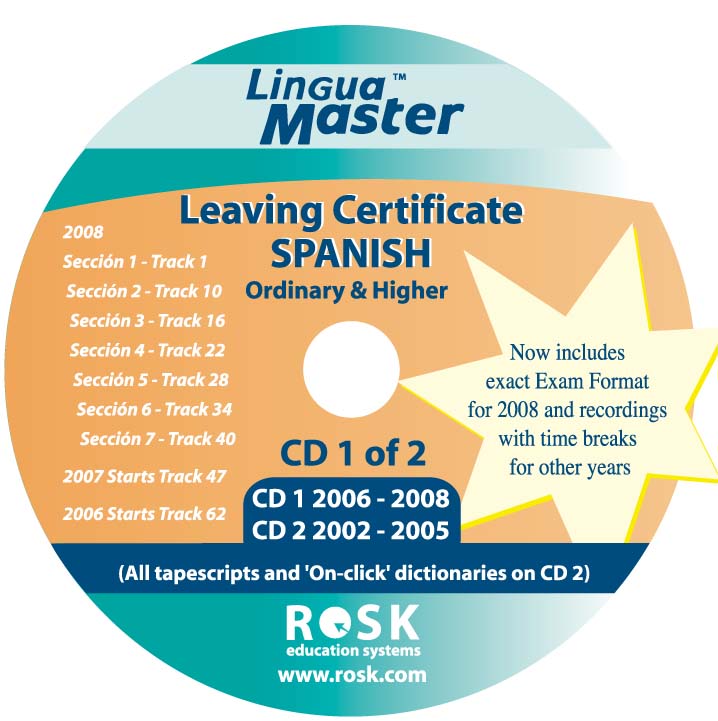 Lingua™
Master
Leaving Certificate
SPANISH
Ordinary & Higher
2008
Sección 1 - Track 1
Sección 2 - Track 10
Sección 3 - Track 16
Sección 4 - Track 22
Sección 5 - Track 28
Sección 6 - Track 34
Sección 7 - Track 40
2007 Starts Track 47
2006 Starts Track 62
Now includes
exact Exam Format
for 2008 and recordings
with time breaks
for other years
CD 1 of 2
CD 1 2006 - 2008
CD 2 2002 - 2005
(All tapescripts and 'On-click' dictionaries on CD 2)
ROSK
education systems
www.rosk.com